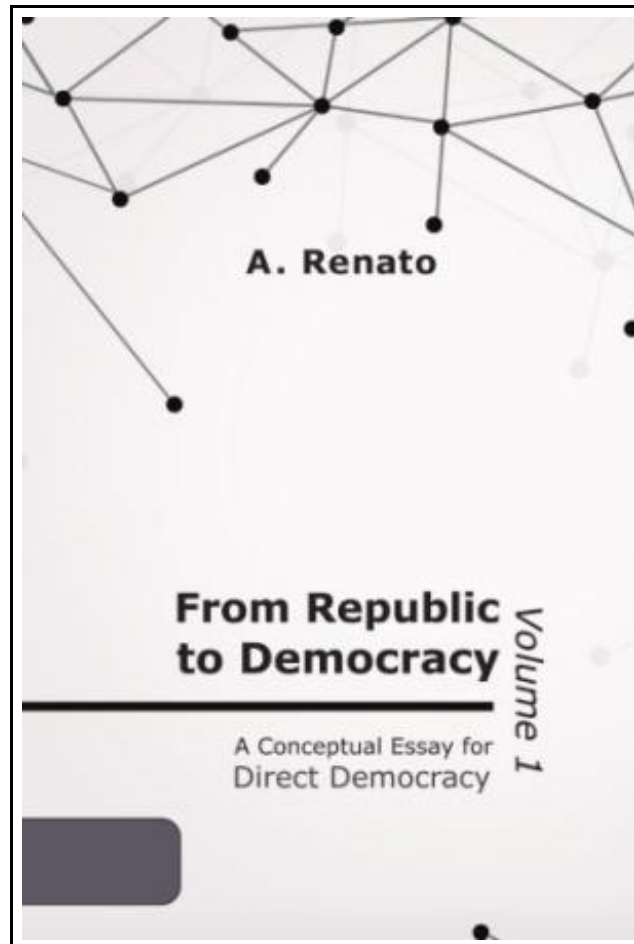 A. Renato
From Republic
to Democracy
Volume 1
A Conceptual Essay for
Direct Democracy